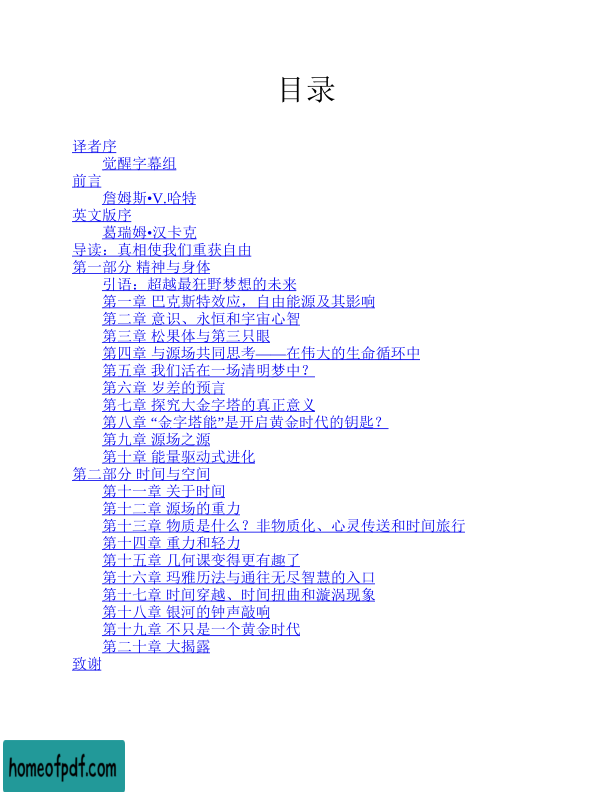 目录
译者序
觉醒字幕组
前言
詹姆斯•V.哈特
英文版序
葛瑞姆•汉卡克
导读：真相使我们重获自由
第一部分 精神与身体
引语：超越最狂野梦想的未来
第一章 巴克斯特效应，自由能源及其影响
第二章 意识、永恒和宇宙心智
第三章 松果体与第三只眼
第四章 与源场共同思考——在伟大的生命循环中
第五章 我们活在一场清明梦中？
第六章 岁差的预言
第七章 探究大金字塔的真正意义
第八章 “金字塔能”是开启黄金时代的钥匙？
第九章 源场之源
第十章 能量驱动式进化
第二部分 时间与空间
第十一章 关于时间
第十二章 源场的重力
第十三章 物质是什么？非物质化、心灵传送和时间旅行
第十四章 重力和轻力
第十五章 几何课变得更有趣了
第十六章 玛雅历法与通往无尽智慧的入口
第十七章 时间穿越、时间扭曲和漩涡现象
第十八章 银河的钟声敲响
第十九章 不只是一个黄金时代
第二十章 大揭露
致谢
homeofpdf.com